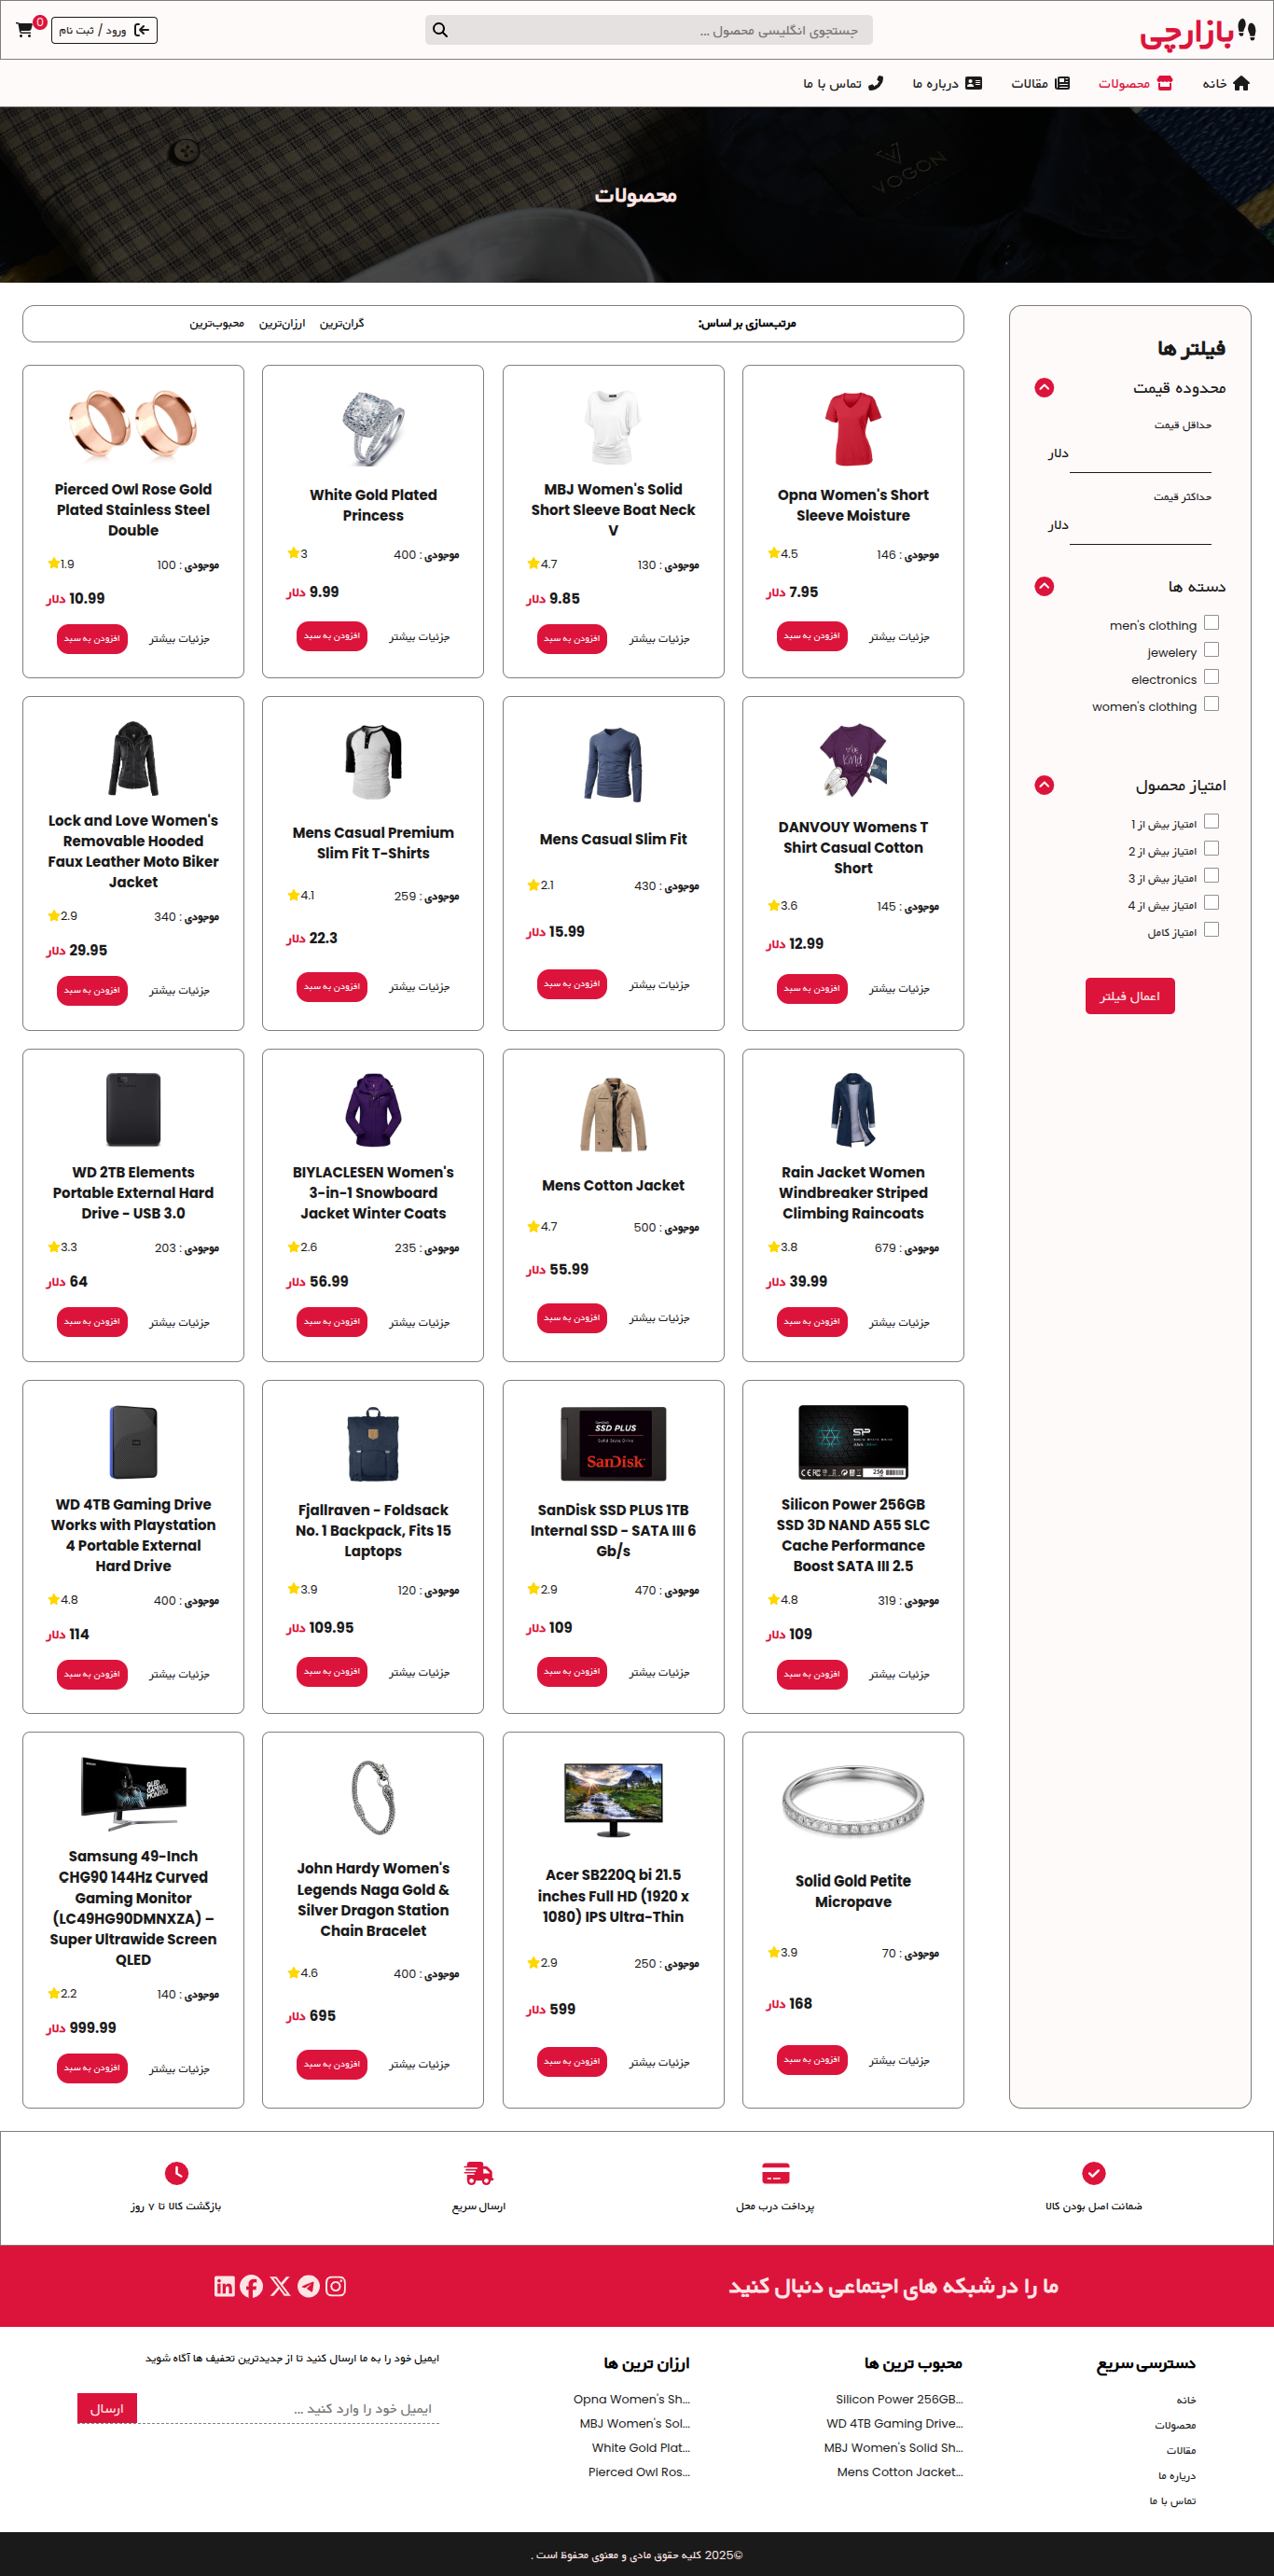 بازارچی
جستجوی انگلیسی محصول ...
ورود / ثبت نام
0
خانه
محصولات
مقالات
درباره ما
تماس با ما
VOGON
محصولات
فیلتر ها
محدوده قیمت
حداقل قیمت
دلار
حداکثر قیمت
دلار
دسته ها
men's clothing
jewelery
electronics
women's clothing
امتیاز محصول
امتیاز بیش از 1
امتیاز بیش از 2
امتیاز بیش از 3
امتیاز بیش از 4
امتیاز کامل
اعمال فیلتر
مرتب‌سازی بر اساس:
گران‌ترین
ارزان‌ترین
محبوب‌ترین
Opna Women's Short
Sleeve Moisture
موجودی : 146
4.5
7.95 دلار
جزئیات بیشتر
افزودن به سبد
MBJ Women's Solid
Short Sleeve Boat Neck
V
موجودی : 130
4.7
9.85 دلار
جزئیات بیشتر
افزودن به سبد
White Gold Plated
Princess
موجودی : 400
3
9.99 دلار
جزئیات بیشتر
افزودن به سبد
Pierced Owl Rose Gold
Plated Stainless Steel
Double
موجودی : 100
1.9
10.99 دلار
جزئیات بیشتر
افزودن به سبد
DANVOUY Womens T
Shirt Casual Cotton
Short
موجودی : 145
3.6
12.99 دلار
جزئیات بیشتر
افزودن به سبد
Mens Casual Slim Fit
موجودی : 430
2.1
15.99 دلار
جزئیات بیشتر
افزودن به سبد
Mens Casual Premium
Slim Fit T-Shirts
موجودی : 259
4.1
22.3 دلار
جزئیات بیشتر
افزودن به سبد
Lock and Love Women's
Removable Hooded
Faux Leather Moto Biker
Jacket
موجودی : 340
2.9
29.95 دلار
جزئیات بیشتر
افزودن به سبد
Rain Jacket Women
Windbreaker Striped
Climbing Raincoats
موجودی : 679
3.8
39.99 دلار
جزئیات بیشتر
افزودن به سبد
Mens Cotton Jacket
موجودی : 500
4.7
55.99 دلار
جزئیات بیشتر
افزودن به سبد
BIYLACLESEN Women's
3-in-1 Snowboard
Jacket Winter Coats
موجودی : 235
2.6
56.99 دلار
جزئیات بیشتر
افزودن به سبد
WD 2TB Elements
Portable External Hard
Drive - USB 3.0
موجودی : 203
3.3
64 دلار
جزئیات بیشتر
افزودن به سبد
SP
256
Silicon Power 256GB
SSD 3D NAND A55 SLC
Cache Performance
Boost SATA III 2.5
موجودی : 319
4.8
109 دلار
جزئیات بیشتر
افزودن به سبد
SSD PLUS
SanDisk
SanDisk SSD PLUS 1TB
Internal SSD - SATA III 6
Gb/s
موجودی : 470
2.9
109 دلار
جزئیات بیشتر
افزودن به سبد
Fjallraven - Foldsack
No. 1 Backpack, Fits 15
Laptops
موجودی : 120
3.9
109.95 دلار
جزئیات بیشتر
افزودن به سبد
WD 4TB Gaming Drive
Works with Playstation
4 Portable External
Hard Drive
موجودی : 400
4.8
114 دلار
جزئیات بیشتر
افزودن به سبد
Solid Gold Petite
Micropave
موجودی : 70
3.9
168 دلار
جزئیات بیشتر
افزودن به سبد
Acer SB220Q bi 21.5
inches Full HD (1920 x
1080) IPS Ultra-Thin
موجودی : 250
2.9
599 دلار
جزئیات بیشتر
افزودن به سبد
John Hardy Women's
Legends Naga Gold &
Silver Dragon Station
Chain Bracelet
موجودی : 400
4.6
695 دلار
جزئیات بیشتر
افزودن به سبد
QLED
GAMING
MONITOR
Samsung 49-Inch
CHG90 144Hz Curved
Gaming Monitor
(LC49HG90DMNXZA) –
Super Ultrawide Screen
QLED
موجودی : 140
2.2
999.99 دلار
جزئیات بیشتر
افزودن به سبد
ضمانت اصل بودن کالا
پرداخت درب محل
ارسال سریع
بازگشت کالا تا ۷ روز
ما را در شبکه های اجتماعی دنبال کنید
دسترسی سریع
خانه
محصولات
مقالات
درباره ما
تماس با ما
محبوب ترین ها
Silicon Power 256GB...
WD 4TB Gaming Drive...
MBJ Women's Solid Sh...
Mens Cotton Jacket...
ارزان ترین ها
Opna Women's Sh...
MBJ Women's Sol...
White Gold Plat...
Pierced Owl Ros...
ایمیل خود را به ما ارسال کنید تا از جدیدترین تخفیف ها آگاه شوید
ایمیل خود را وارد کنید ...
ارسال
©2025 کلیه حقوق مادی و معنوی محفوظ است .